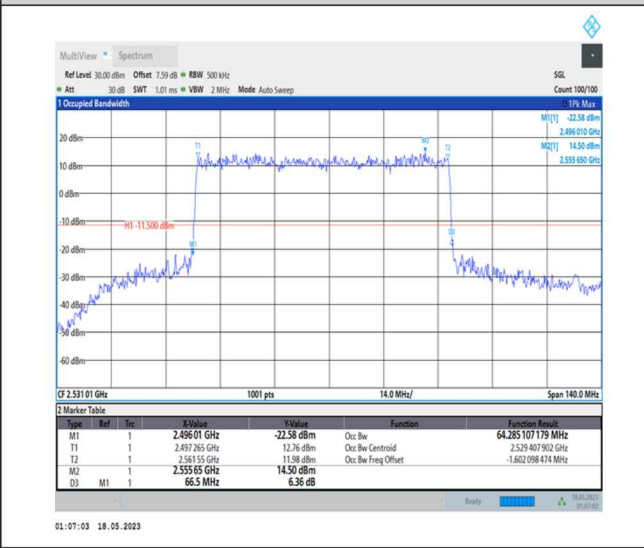 MultiView Spectrum
Ref Level 30.00 dBm Offset 7.59 dB RBW 500 kHz SGL
Att 30 dB SWT 1.01 ms VBW 2 MHz Mode Auto Sweep Count 100/100
1 Occupied Bandwidth 1Pk Max
M1[1] -22.58 dBm
2.496 010 GHz
M2[1] 14.50 dBm
2.555 650 GHz
20 dBm
T1 M2 T2
10 dBm
0 dBm
-10 dBm
H1 -11.500 dBm
D3
M1
-20 dBm
-30 dBm
-40 dBm
-50 dBm
-60 dBm
CF 2.531 01 GHz 1001 pts 14.0 MHz/ Span 140.0 MHz
2 Marker Table
Type Ref Trc X-Value Y-Value Function Function Result
M1 1 2.496 01 GHz -22.58 dBm Occ Bw 64.285 107 179 MHz
T1 1 2.497 265 GHz 12.76 dBm Occ Bw Centroid 2.529 407 902 GHz
T2 1 2.561 55 GHz 11.98 dBm Occ Bw Freq Offset -1.602 098 474 MHz
M2 1 2.555 65 GHz 14.50 dBm
D3 M1 1 66.5 MHz 6.36 dB
Ready 18.05.2023
01:07:02
01:07:03 18.05.2023